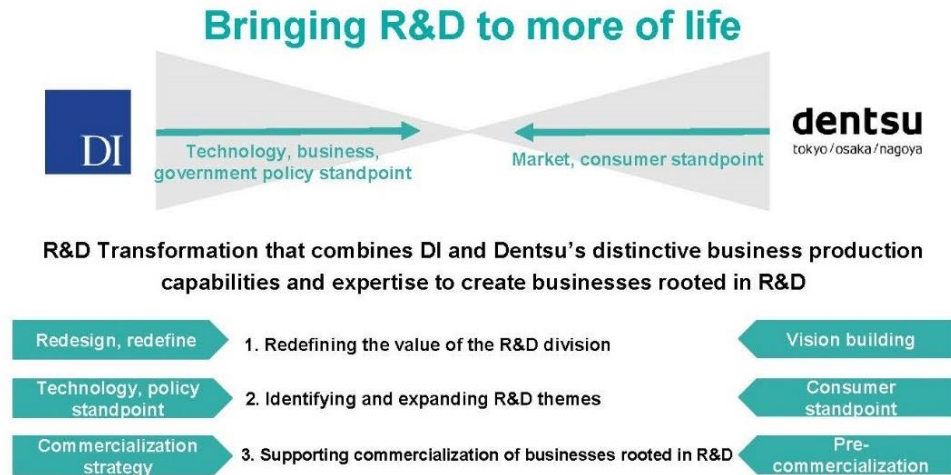 Bringing R&D to more of life
DI
dentsu
tokyo/osaka/nagoya
Technology, business,
government policy standpoint
Market, consumer standpoint
R&D Transformation that combines DI and Dentsu's distinctive business production
capabilities and expertise to create businesses rooted in R&D
Redesign, redefine
1. Redefining the value of the R&D division
Vision building
Technology, policy
standpoint
2. Identifying and expanding R&D themes
Consumer
standpoint
Commercialization
strategy
3. Supporting commercialization of businesses rooted in R&D
Pre-
commercialization